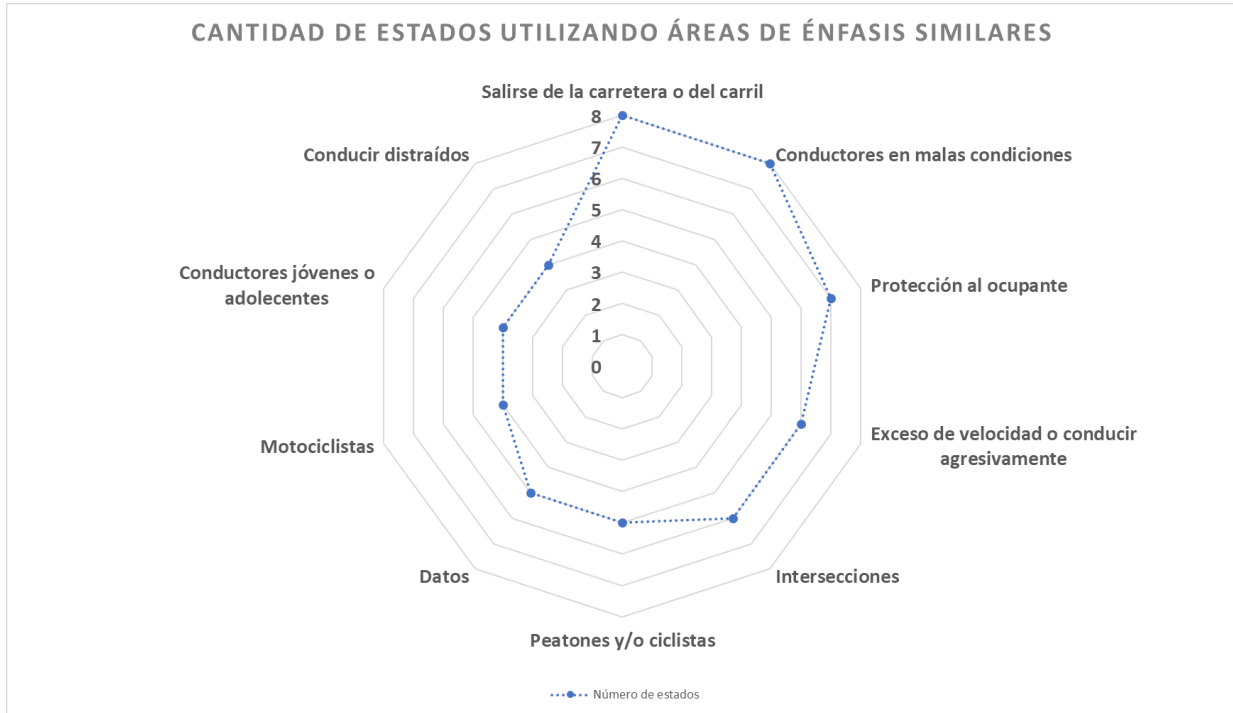 CANTIDAD DE ESTADOS UTILIZANDO ÁREAS DE ÉNFASIS SIMILARES
Salirse de la carretera o del carril
8
7
6
5
4
3
2
1
0
Conductores en malas condiciones
Protección al ocupante
Exceso de velocidad o conducir
agresivamente
Intersecciones
Peatones y/o ciclistas
Datos
Motociclistas
Conductores jóvenes o
adolecentes
Conducir distraídos
Número de estados